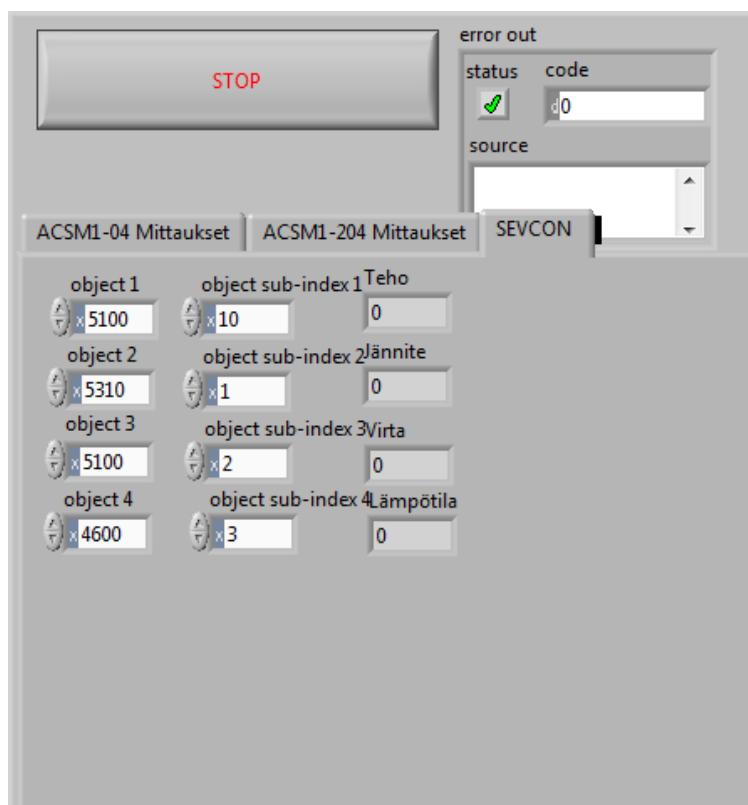 error out
STOP
status code
d 0
source
ACSM1-04 Mittaukset ACSM1-204 Mittaukset SEVCON
object 1 object sub-index 1 Teho
x 5100 x 10 0
object 2 object sub-index 2 Jännite
x 5310 x 1 0
object 3 object sub-index 3 Virta
x 5100 x 2 0
object 4 object sub-index 4 Lämpötila
x 4600 x 3 0